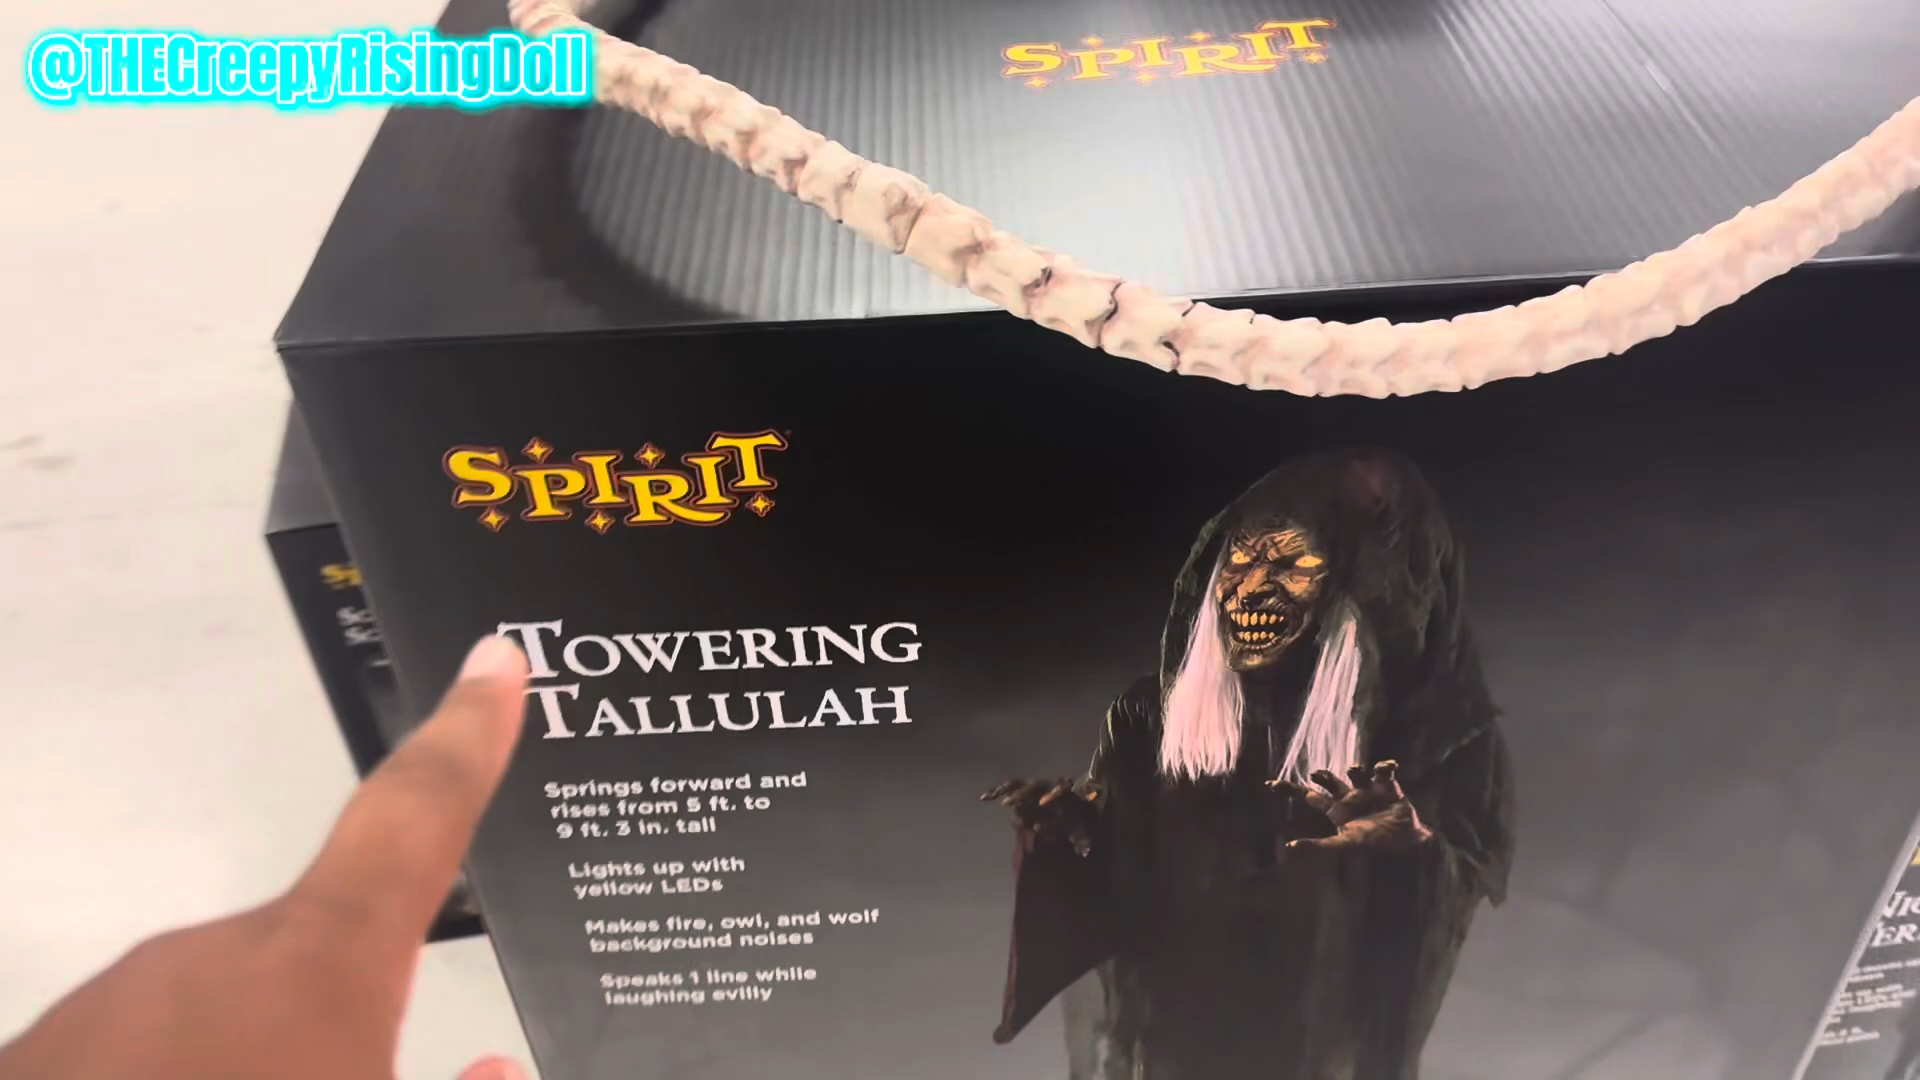 @THECreepyRisingDoll
SPIRIT
SPIRIT
TOWERING
TALLULAH
Springs forward and
rises from 5 ft. to
9 ft. 3 in. tall
Lights up with
yellow LEDs
Makes fire, owl, and wolf
background noises
Speaks 1 line while
laughing evilly